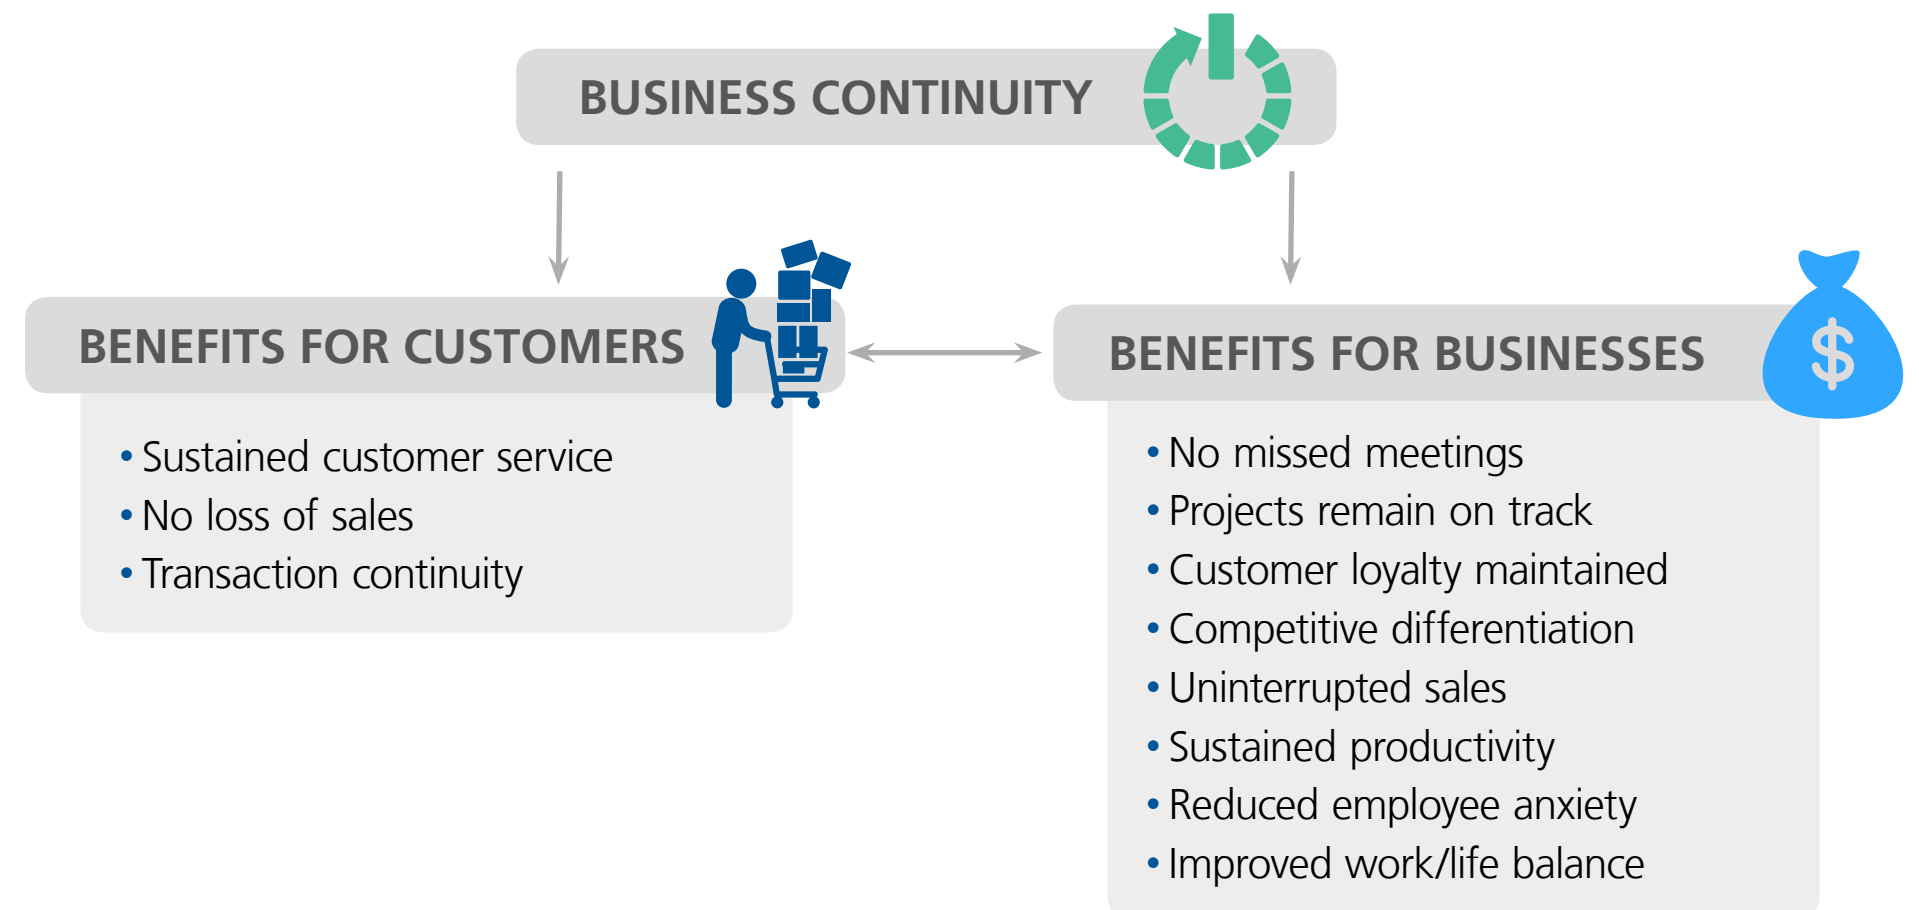 BUSINESS CONTINUITY
BENEFITS FOR CUSTOMERS
• Sustained customer service
• No loss of sales
• Transaction continuity
BENEFITS FOR BUSINESSES
$
• No missed meetings
• Projects remain on track
• Customer loyalty maintained
• Competitive differentiation
• Uninterrupted sales
• Sustained productivity
• Reduced employee anxiety
• Improved work/life balance